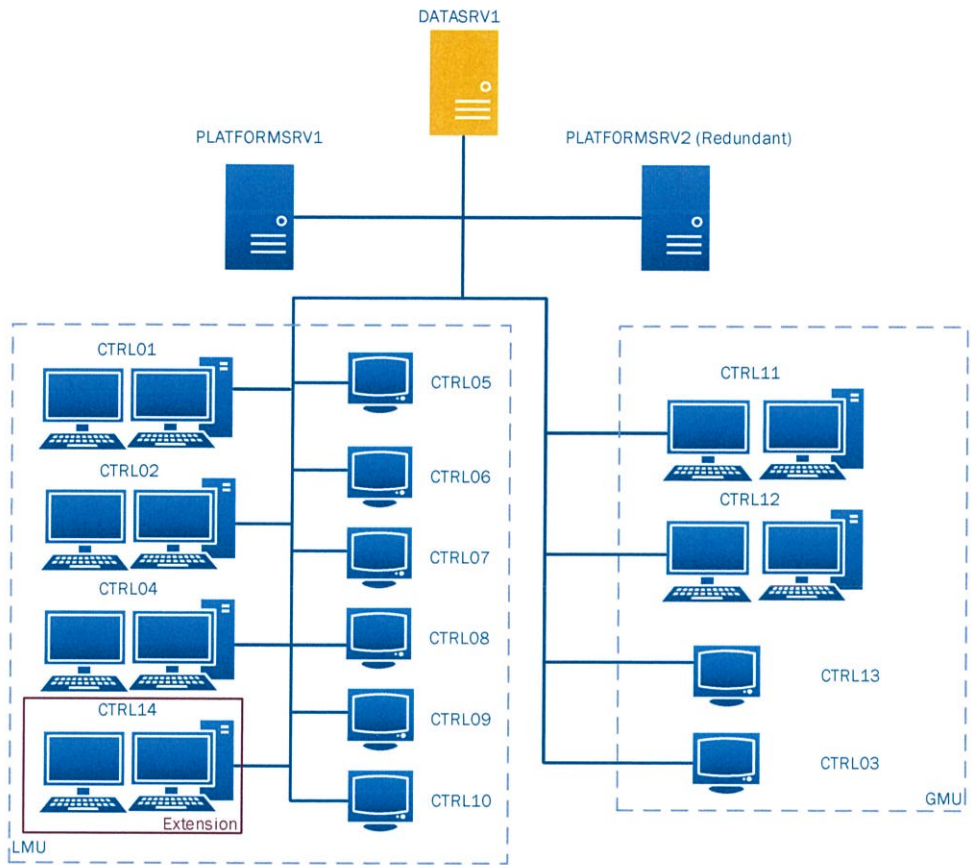 DATASRV1
PLATFORMSRV1
PLATFORMSRV2 (Redundant)
CTRL01
CTRL02
CTRL04
CTRL14
Extension
LMU
CTRL05
CTRL06
CTRL07
CTRL08
CTRL09
CTRL10
CTRL11
CTRL12
CTRL13
CTRL03
GMU